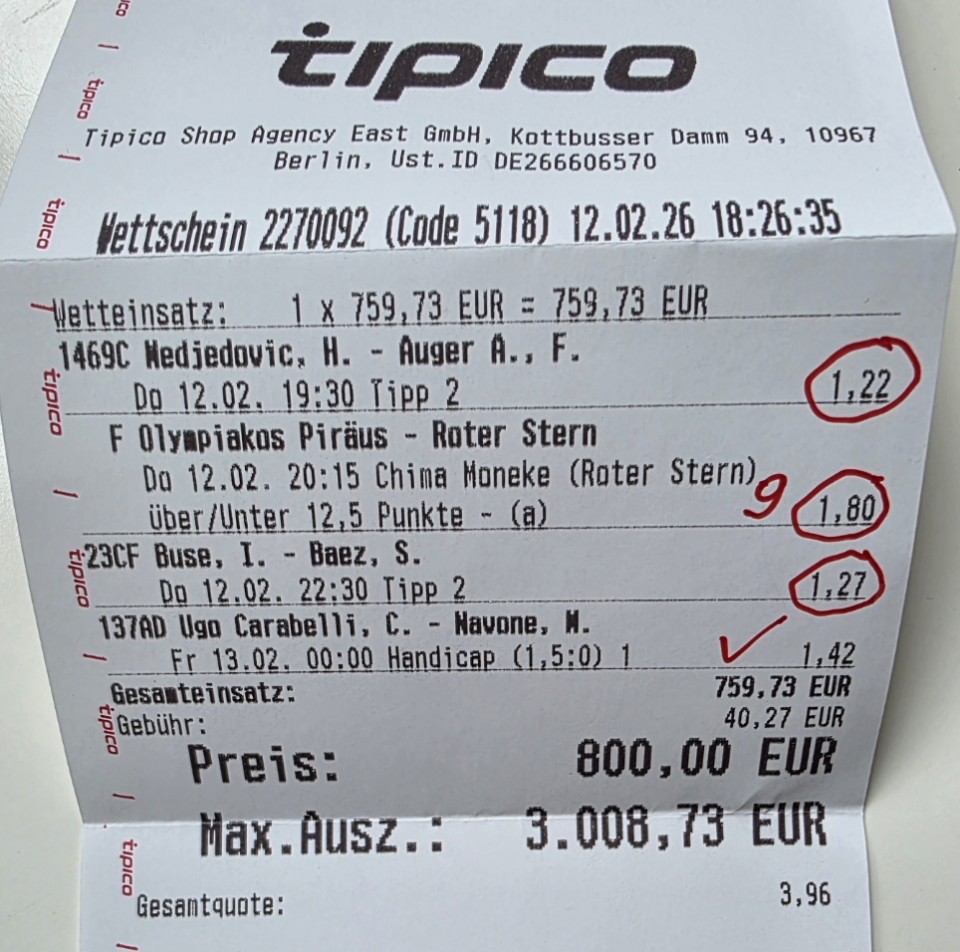 tipico
Tipico Shop Agency East GmbH, Kottbusser Damm 94, 10967
Berlin, Ust.ID DE266606570
Wettschein 2270092 (Code 5118) 12.02.26 18:26:35
Wetteinsatz: 1 x 759,73 EUR = 759,73 EUR
1469C Medjedovic, H. - Auger A., F.
Do 12.02. 19:30 Tipp 2 1,22
F Olympiakos Piräus - Roter Stern
Do 12.02. 20:15 Chima Moneke (Roter Stern)
über/Unter 12,5 Punkte - (a) 9 1,80
23CF Buse, I. - Baez, S.
Do 12.02. 22:30 Tipp 2 1,27
137AD Ugo Carabelli, C. - Navone, M.
Fr 13.02. 00:00 Handicap (1,5:0) 1 ✓ 1,42
Gesamteinsatz: 759,73 EUR
Gebühr: 40,27 EUR
Preis: 800,00 EUR
Max.Ausz.: 3.008,73 EUR
Gesamtquote: 3,96
tipico
tipico
tipico
tipico
tipico
tipico